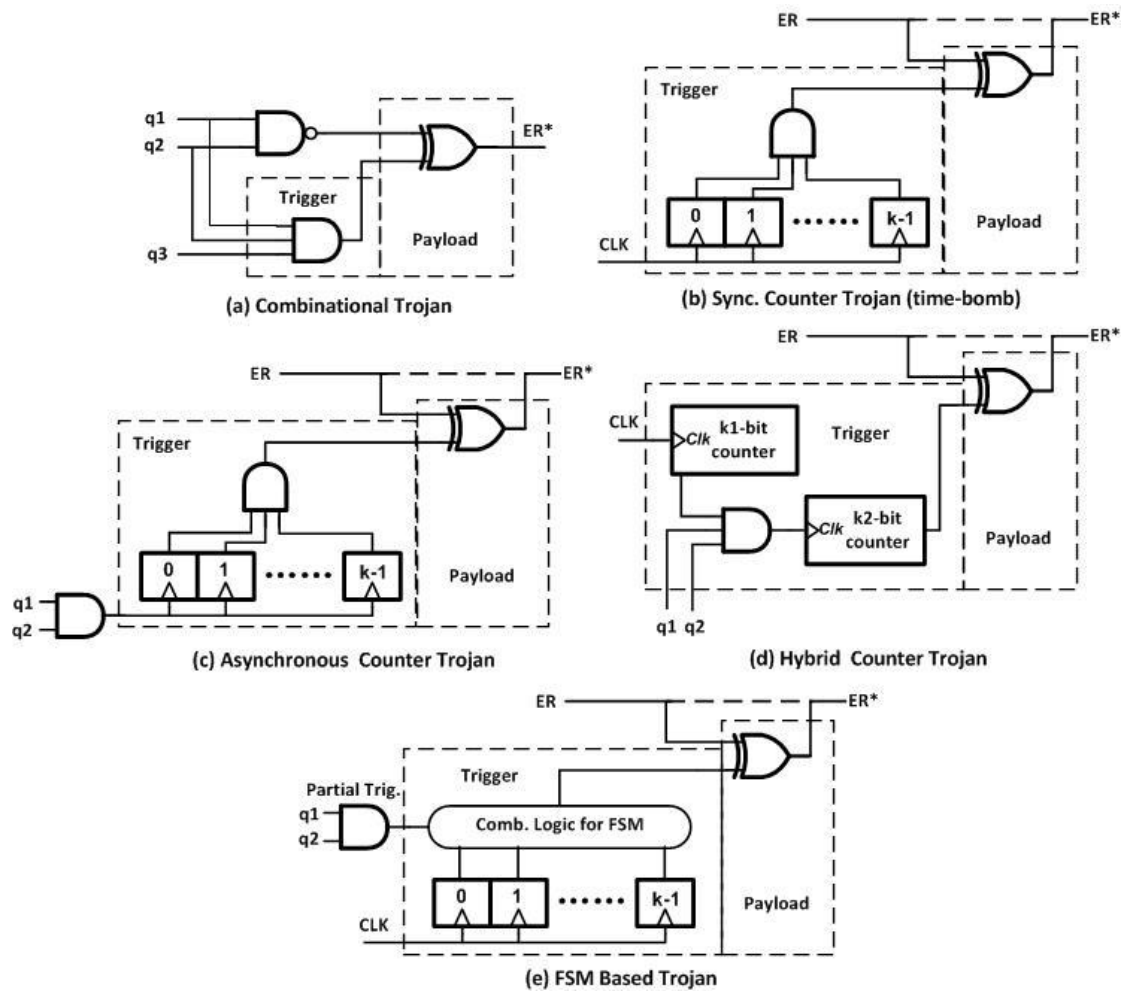 q1
q2
q3
Trigger
Payload
ER*
(a) Combinational Trojan
ER
ER*
Trigger
0
1
k-1
CLK
Payload
(b) Sync. Counter Trojan (time-bomb)
ER
ER*
Trigger
0
1
k-1
q1
q2
Payload
(c) Asynchronous Counter Trojan
ER
ER*
CLK
Clk
k1-bit
counter
Trigger
Clk
k2-bit
counter
q1 q2
Payload
(d) Hybrid Counter Trojan
ER
ER*
Trigger
Partial Trig.
q1
q2
Comb. Logic for FSM
0
1
k-1
CLK
Payload
(e) FSM Based Trojan